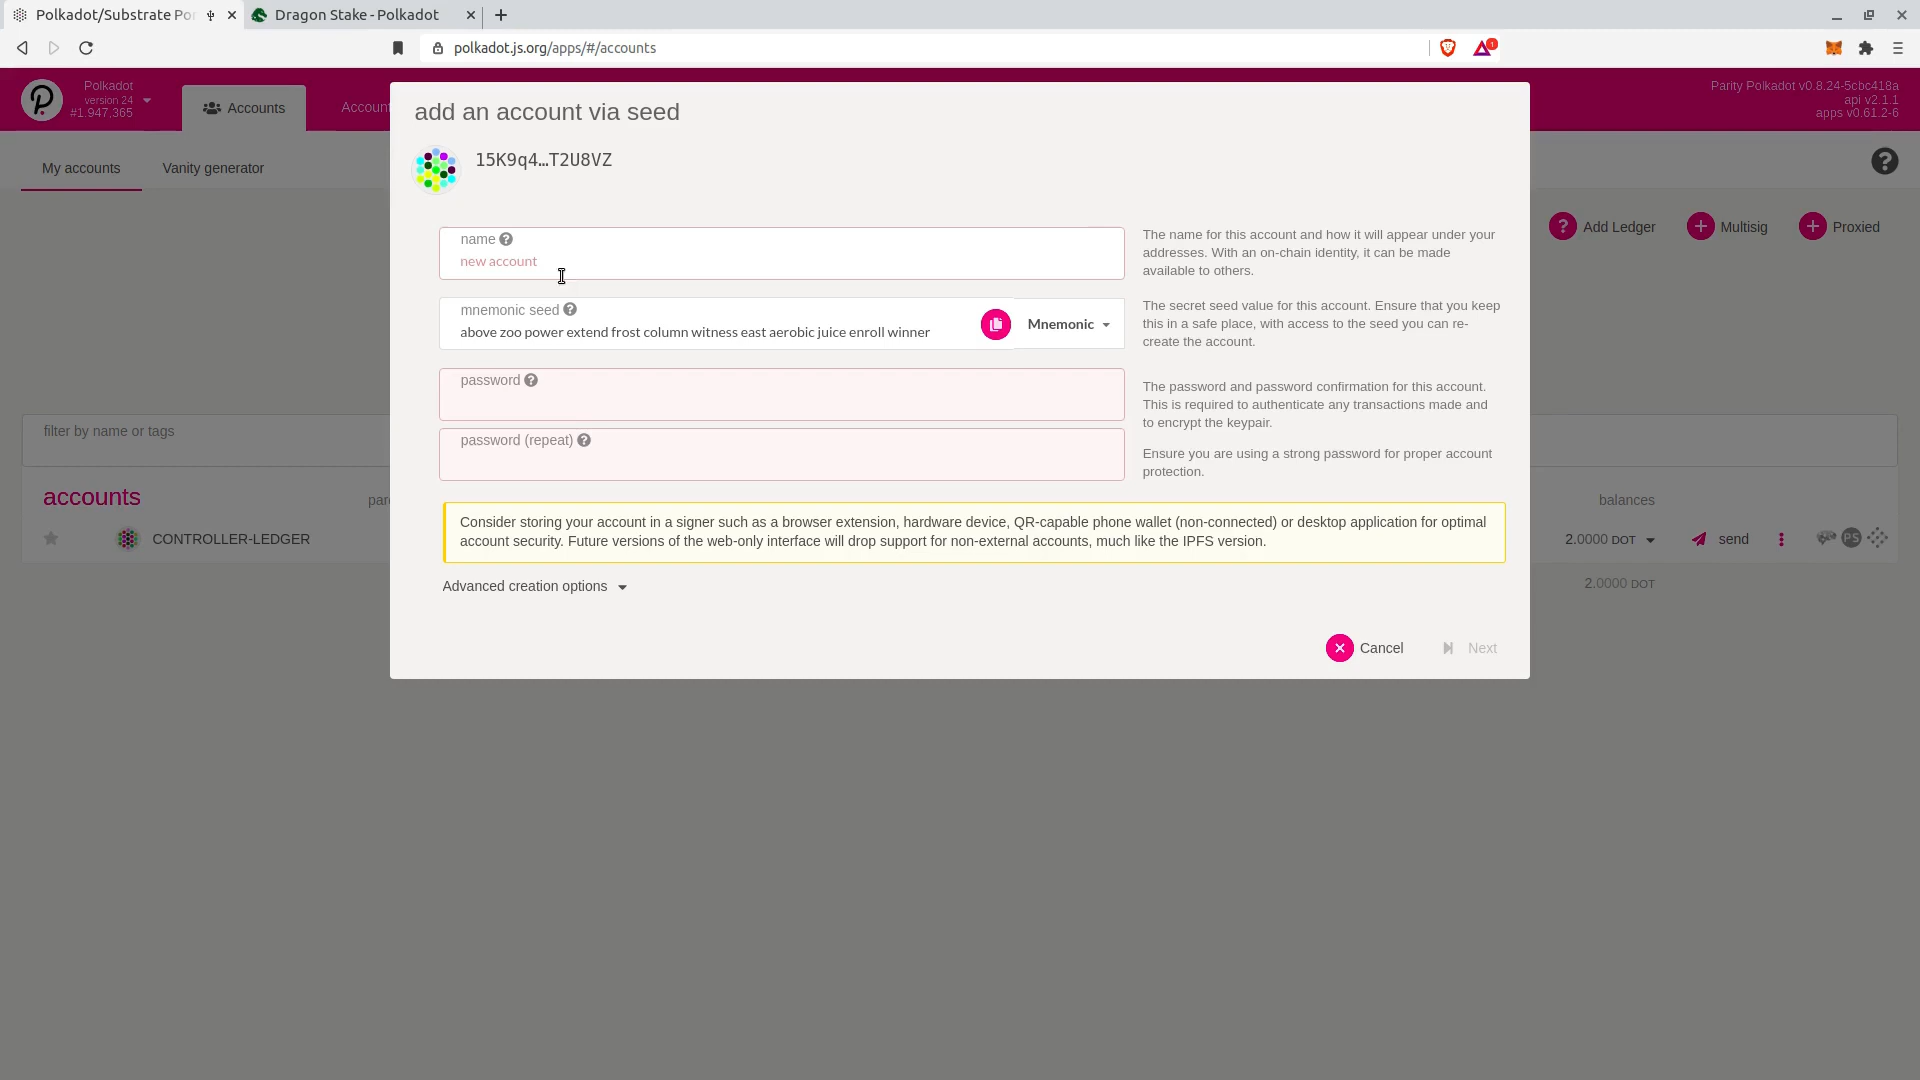 Polkadot/Substrate Por
Dragon Stake - Polkadot
polkadot.js.org/apps/#/accounts
1
Polkadot
version 24
#1,947,365
Accounts
Accoun
Parity Polkadot v0.8.24-5cbc418a
api v2.1.1
apps v0.61.2-6
My accounts
Vanity generator
?
? Add Ledger
+ Multisig
+ Proxied
add an account via seed
15K9q4…T2U8VZ
name ?
new account
The name for this account and how it will appear under your
addresses. With an on-chain identity, it can be made
available to others.
mnemonic seed ?
above zoo power extend frost column witness east aerobic juice enroll winner
Mnemonic
The secret seed value for this account. Ensure that you keep
this in a safe place, with access to the seed you can re-
create the account.
password ?
password (repeat) ?
The password and password confirmation for this account.
This is required to authenticate any transactions made and
to encrypt the keypair.
Ensure you are using a strong password for proper account
protection.
Consider storing your account in a signer such as a browser extension, hardware device, QR-capable phone wallet (non-connected) or desktop application for optimal
account security. Future versions of the web-only interface will drop support for non-external accounts, much like the IPFS version.
Advanced creation options
Cancel
Next
filter by name or tags
accounts
par
balances
CONTROLLER-LEDGER
2.0000 DOT
send
PS
2.0000 DOT